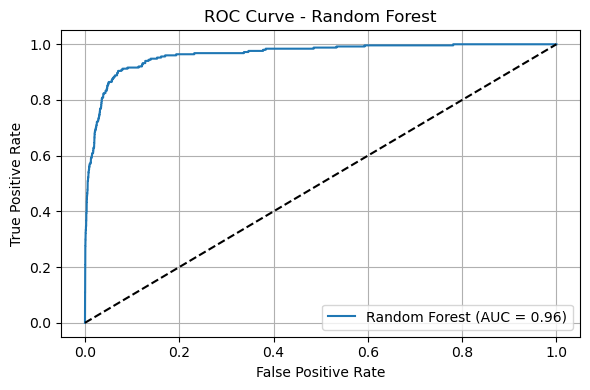 ROC Curve - Random Forest
True Positive Rate
1.0
0.8
0.6
0.4
0.2
0.0
Random Forest (AUC = 0.96)
0.0 0.2 0.4 0.6 0.8 1.0
False Positive Rate